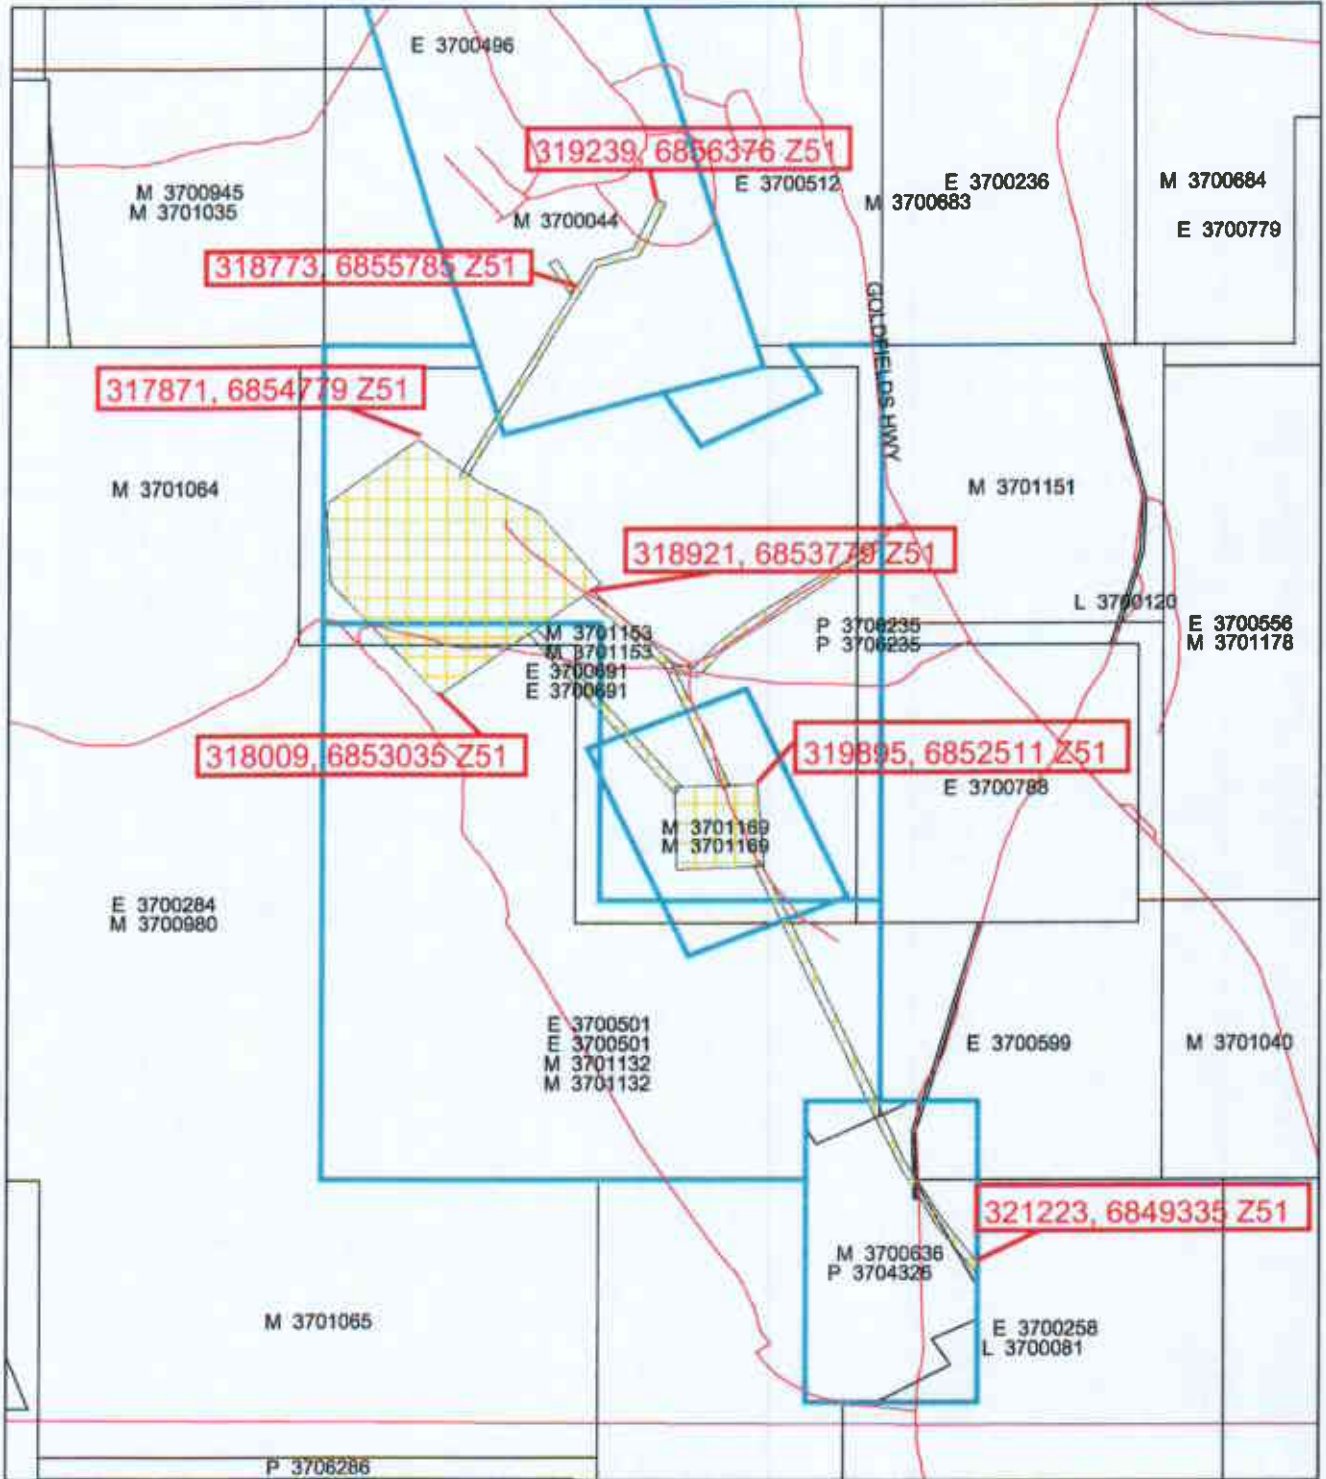 E 3700496
319239, 6856376 Z51
E 3700512
E 3700236
M 3700684
M 3700945
M 3701035
M 3700683
M 3700044
E 3700779
318773, 6855785 Z51
GOLDFIELDS HWY
317871, 6854779 Z51
M 3701064
M 3701151
318921, 6853779 Z51
L 3700120
P 3706235
P 3706235
E 3700556
M 3701178
M 3701153
M 3701153
E 3700691
E 3700691
318009, 6853035 Z51
319895, 6852511 Z51
E 3700788
M 3701169
M 3701169
E 3700284
M 3700980
E 3700501
E 3700501
M 3701132
M 3701132
E 3700599
M 3701040
321223, 6849335 Z51
M 3700636
P 3704326
M 3701065
E 3700258
L 3700081
P 3706286